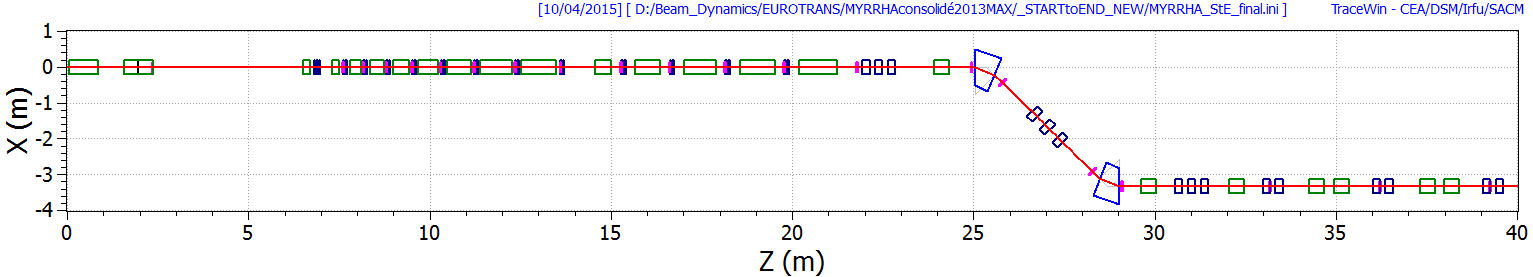 [10/04/2015] [ D:/Beam_Dynamics/EUROTRANS/MYRRHAconsolidé2013MAX/_STARTtoEND_NEW/MYRRHA_StE_final.ini ] TraceWin - CEA/DSM/Irfu/SACM
1
0
-1
-2
-3
-4
X (m)
0 5 10 15 20 25 30 35 40
Z (m)